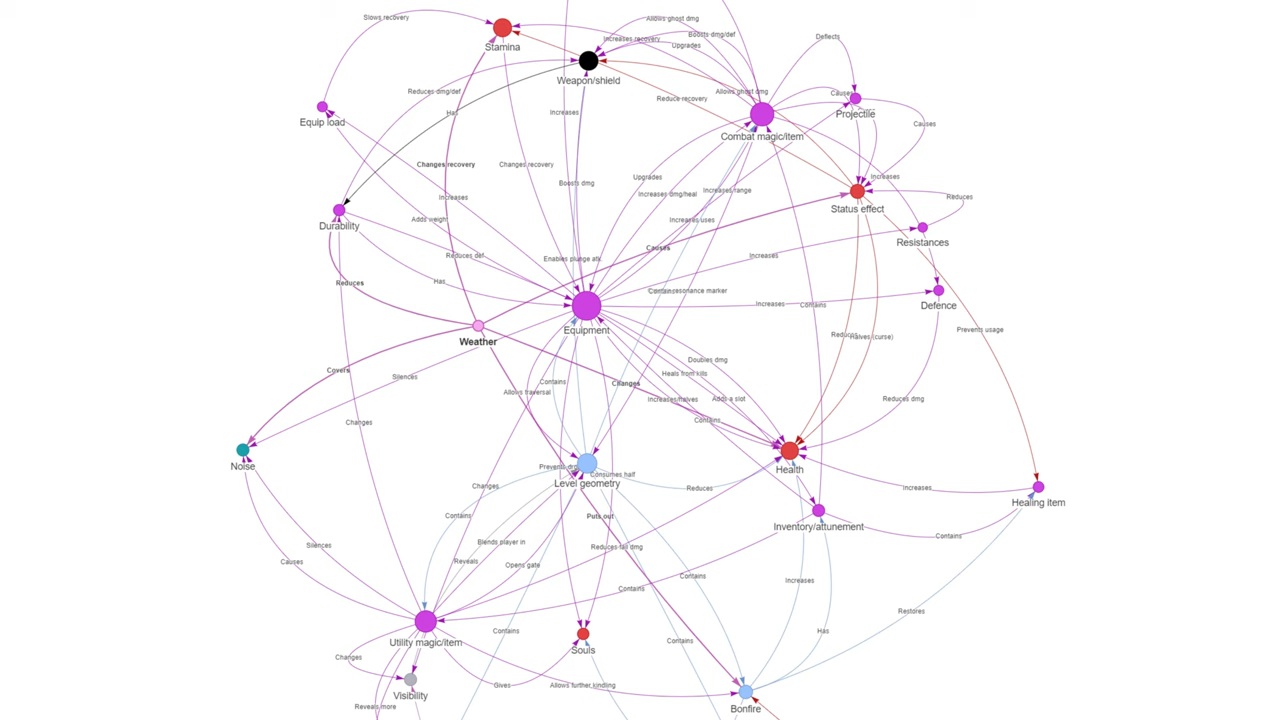 Slows recovery
Allows ghost dmg
Boosts dmg/def
Increases recovery
Upgrades
Deflects
Stamina
Weapon/shield
Reduces dmg/def
Allows ghost dmg
Causes
Reduce recovery
Has
Increases
Projectile
Equip load
Combat magic/item
Causes
Changes recovery
Changes recovery
Upgrades
Increases
Boosts dmg
Increases
Increases dmg/heal
Increases range
Reduces
Status effect
Adds weight
Increases uses
Durability
Resistances
Causes
Reduces def
Enables plunge atk
Increases
Reduces
Has
Contains
resonance marker
Increases
Contains
Defence
Equipment
Prevents usage
Weather
Reduces
Halves (curse)
Doubles dmg
Covers
Silences
Heals from kills
Contains
Changes
Allows traversal
Increases/halves
Adds a slot
Reduces dmg
Changes
Contains
Noise
Prevents
Consumes half
Health
Level geometry
Changes
Reduces
Increases
Healing item
Contains
Puts out
Inventory/attunement
Contains
Silences
Blends player in
Reduces fall dmg
Causes
Reveals
Opens gate
Contains
Increases
Contains
Restores
Contains
Has
Utility magic/item
Contains
Souls
Changes
Gives
Allows further kindling
Visibility
Reveals more
Bonfire